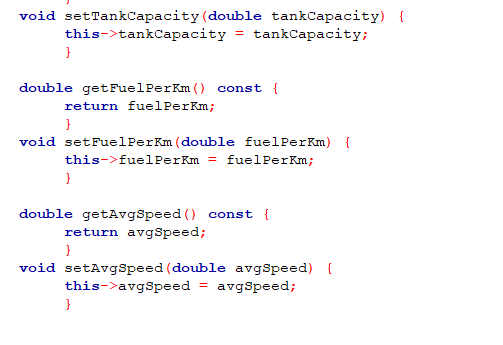 }
void setTankCapacity(double tankCapacity) {
this->tankCapacity = tankCapacity;
}
double getFuelPerKm() const {
return fuelPerKm;
}
void setFuelPerKm(double fuelPerKm) {
this->fuelPerKm = fuelPerKm;
}
double getAvgSpeed() const {
return avgSpeed;
}
void setAvgSpeed(double avgSpeed) {
this->avgSpeed = avgSpeed;
}